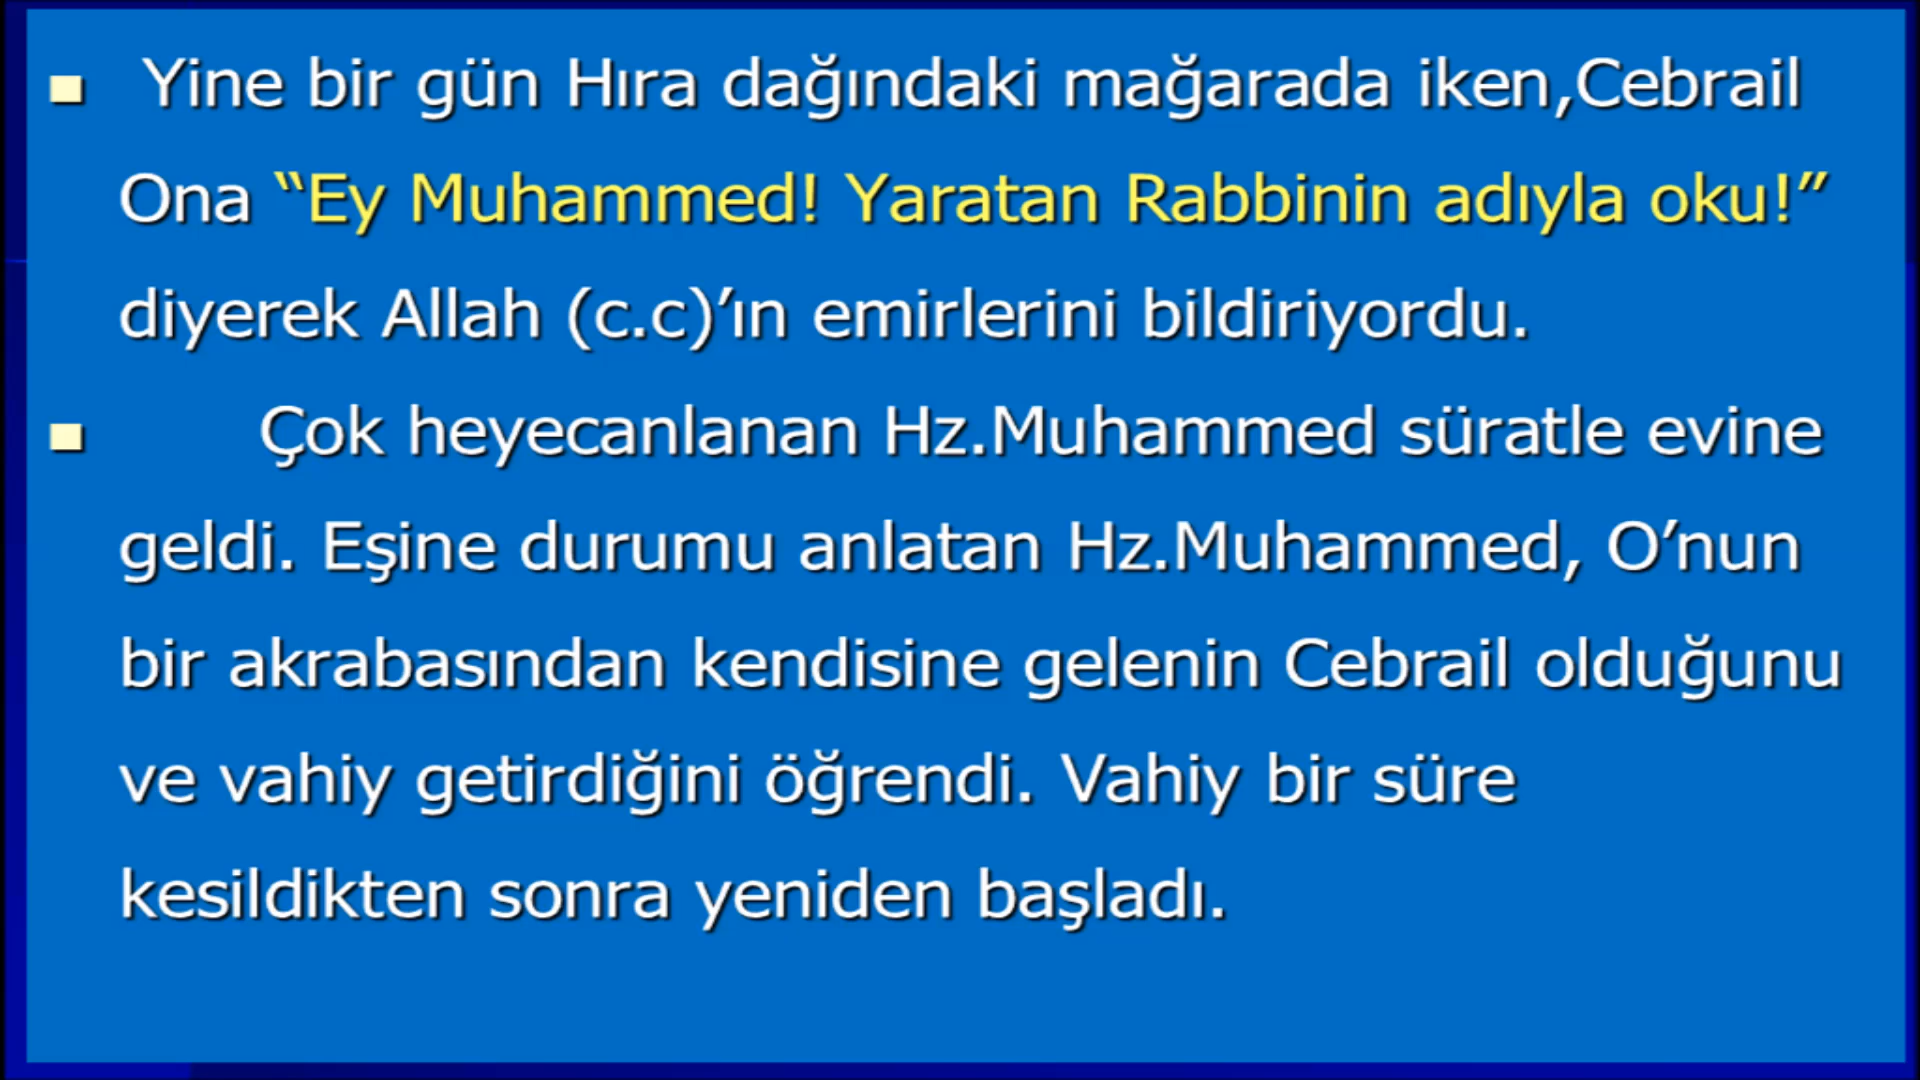 Yine bir gün Hıra dağındaki mağarada iken,Cebrail
Ona “Ey Muhammed! Yaratan Rabbinin adıyla oku!”
diyerek Allah (c.c)’ın emirlerini bildiriyordu.
Çok heyecanlanan Hz.Muhammed süratle evine
geldi. Eşine durumu anlatan Hz.Muhammed, O’nun
bir akrabasından kendisine gelenin Cebrail olduğunu
ve vahiy getirdiğini öğrendi. Vahiy bir süre
kesildikten sonra yeniden başladı.